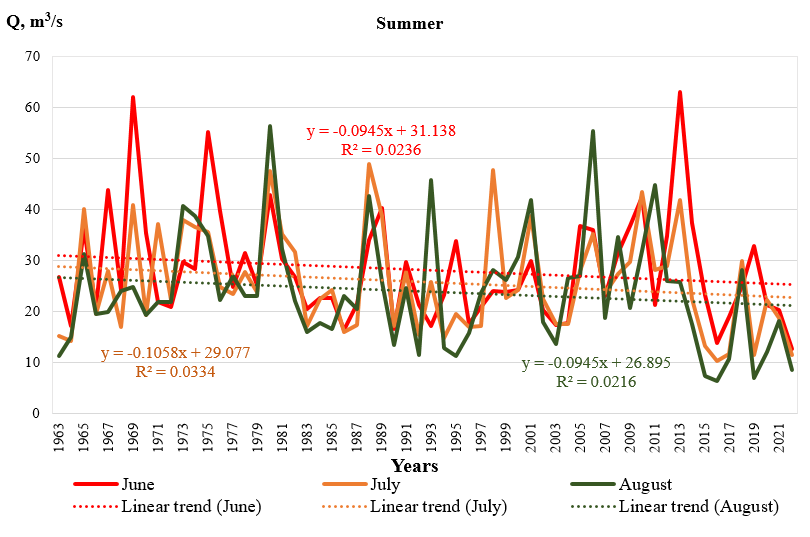 Q, m³/s
Summer
70
60
50
40
30
20
10
0
y = -0.0945x + 31.138
R² = 0.0236
y = -0.1058x + 29.077
R² = 0.0334
y = -0.0945x + 26.895
R² = 0.0216
1963 1965 1967 1969 1971 1973 1975 1977 1979 1981 1983 1985 1987 1989 1991 1993 1995 1997 1999 2001 2003 2005 2007 2009 2011 2013 2015 2017 2019 2021
Years
June July August
Linear trend (June) Linear trend (July) Linear trend (August)